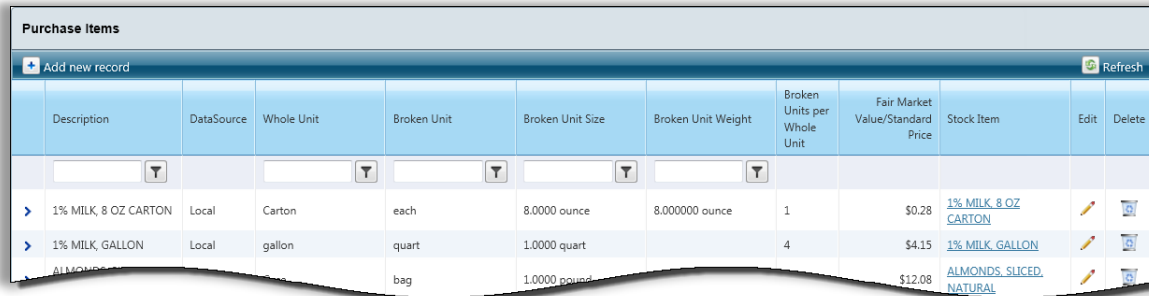 Purchase Items
Add new record
Refresh
Description DataSource Whole Unit Broken Unit Broken Unit Size Broken Unit Weight Broken Units per Whole Unit Fair Market Value/Standard Price Stock Item Edit Delete
1% MILK, 8 OZ CARTON Local Carton each 8.0000 ounce 8.000000 ounce 1 $0.28 1% MILK, 8 OZ CARTON
1% MILK, GALLON Local gallon quart 1.0000 quart 4 $4.15 1% MILK, GALLON
bag 1.0000 pound $12.08 ALMONDS, SLICED, NATURAL